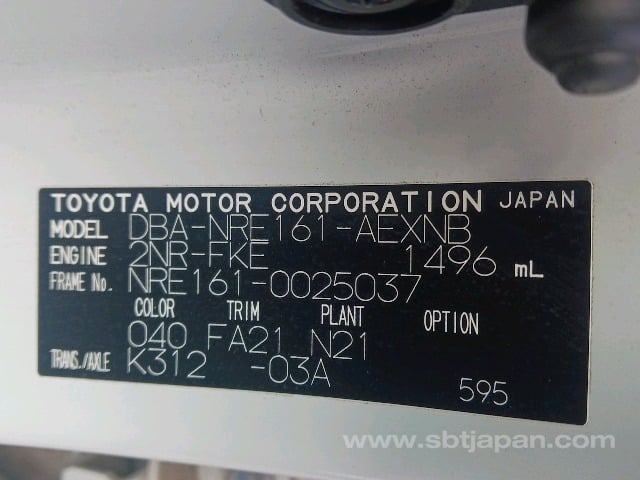 TOYOTA MOTOR CORPORATION JAPAN
MODEL DBA-NRE161-AEXNB
ENGINE 2NR-FKE 1496 mL
FRAME No. NRE161-0025037
COLOR TRIM PLANT OPTION
040 FA21 N21
TRANS./AXLE K312 -03A
595
www.sbtjapan.com